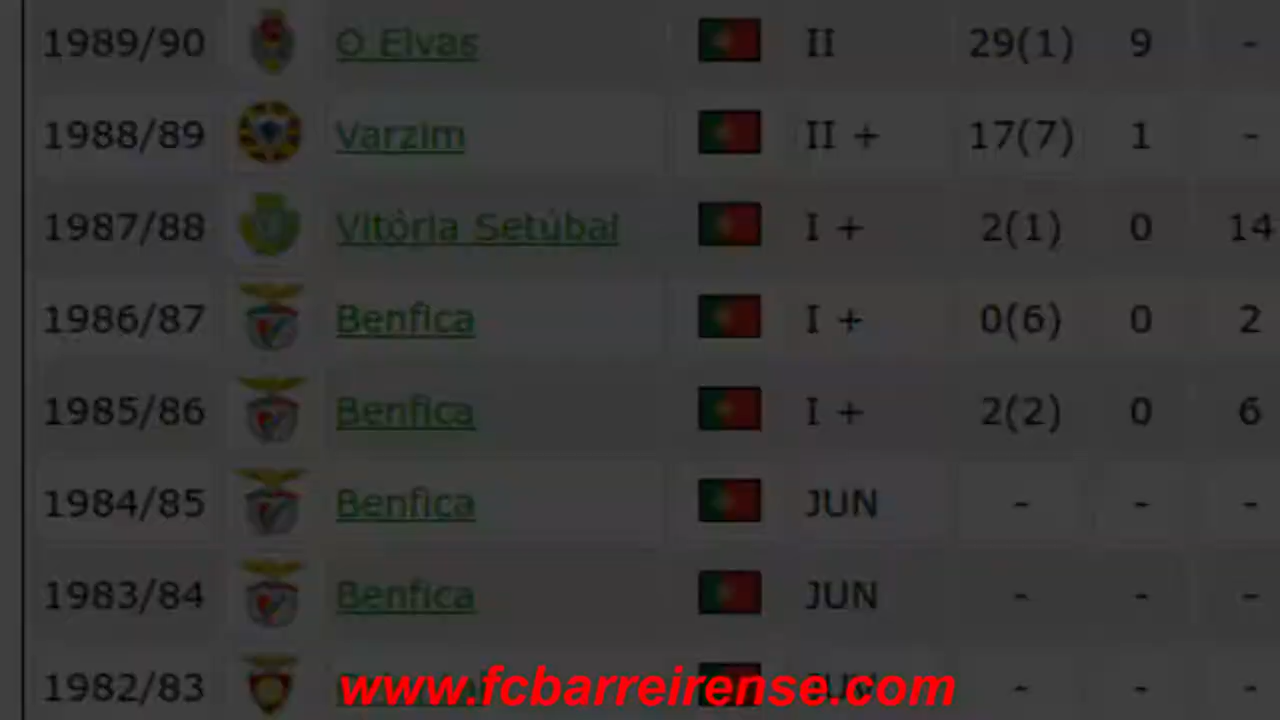 1989/90 O Elvas II 29(1) 9 -
1988/89 Varzim II + 17(7) 1 -
1987/88 Vitória Setúbal I + 2(1) 0 14
1986/87 Benfica I + 0(6) 0 2
1985/86 Benfica I + 2(2) 0 6
1984/85 Benfica JUN - - -
1983/84 Benfica JUN - - -
1982/83 JUN - - -
www.fcbarreirense.com